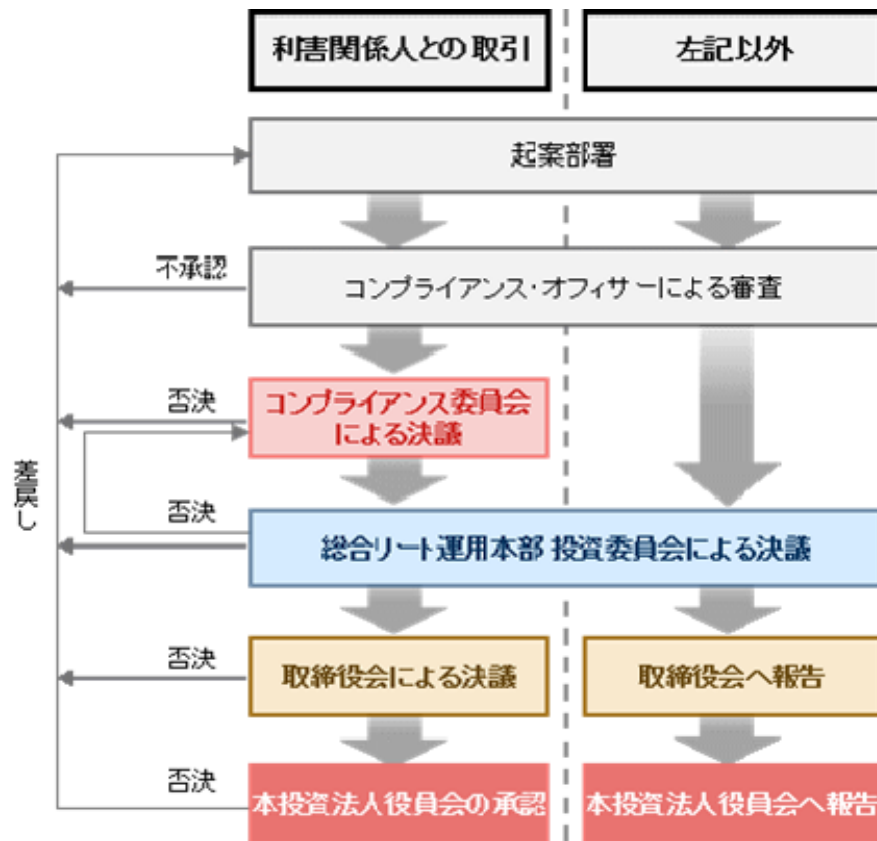 利害関係人との取引
左記以外
起案部署
不承認
コンプライアンス・オフィサーによる審査
否決
コンプライアンス委員会
による決議
差戻し
否決
総合リート運用本部 投資委員会による決議
否決
取締役会による決議
取締役会へ報告
否決
本投資法人役員会の承認
本投資法人役員会へ報告